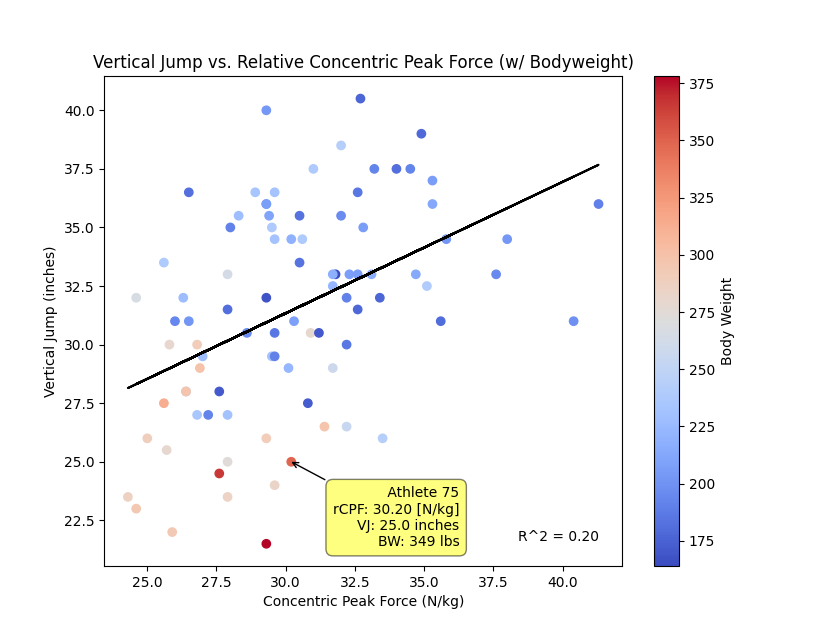 Vertical Jump vs. Relative Concentric Peak Force (w/ Bodyweight)
Vertical Jump (inches)
40.0
37.5
35.0
32.5
30.0
27.5
25.0
22.5
Athlete 75
rCPF: 30.20 [N/kg]
VJ: 25.0 inches
BW: 349 lbs
R^2 = 0.20
25.0 27.5 30.0 32.5 35.0 37.5 40.0
Concentric Peak Force (N/kg)
375
350
325
300
275
250
225
200
175
Body Weight